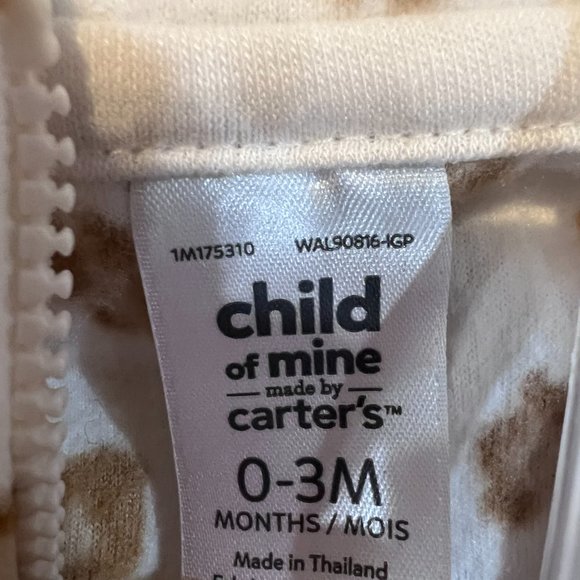 1M175310 WAL90816-IGP
child
of mine
made by
carter's™
0-3M
MONTHS / MOIS
Made in Thailand